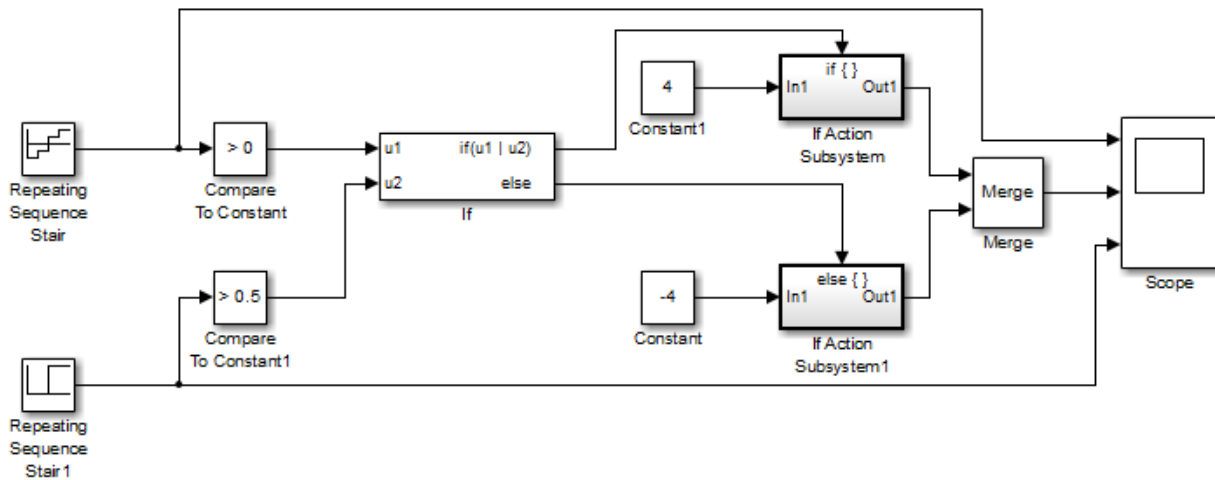 if { }
In1 Out1
4
Constant1
If Action
Subsystem
> 0
Compare
To Constant
Repeating
Sequence
Stair
u1 if(u1 | u2)
u2 else
If
Merge
Merge
Scope
> 0.5
Compare
To Constant1
-4
Constant
else { }
In1 Out1
If Action
Subsystem1
Repeating
Sequence
Stair1